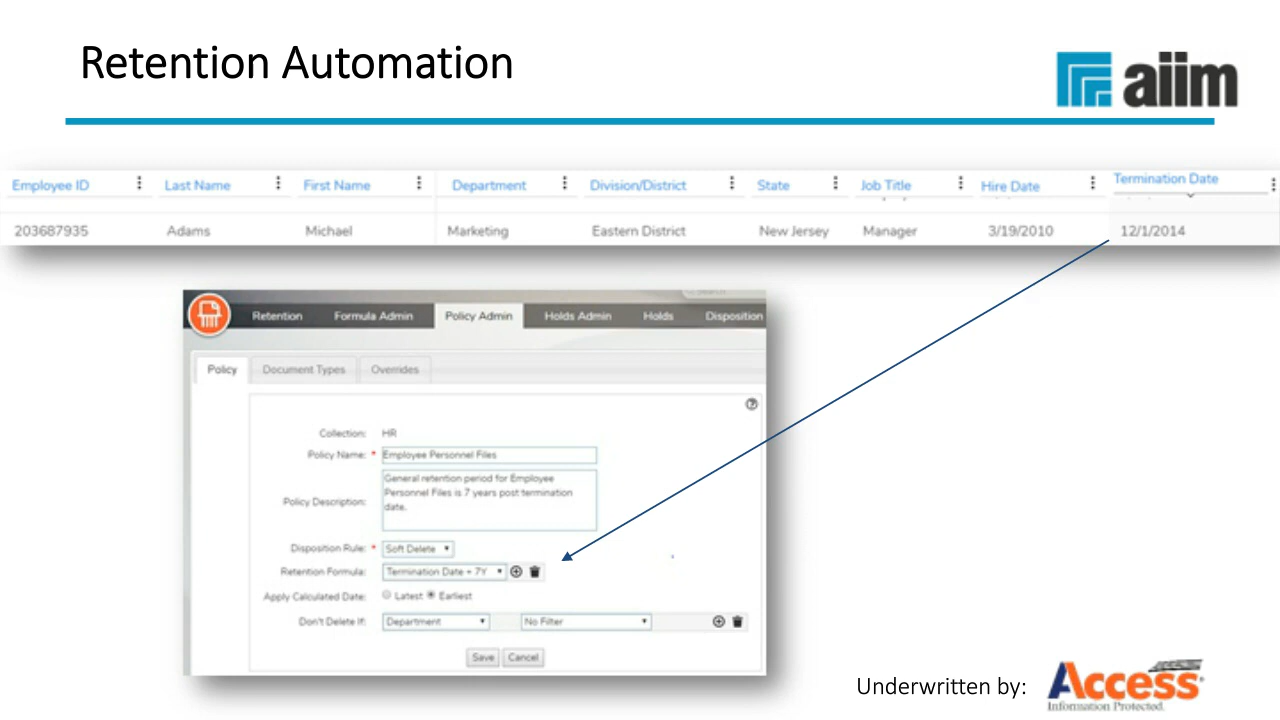 Retention Automation
aiim
Employee ID Last Name First Name Department Division/District State Job Title Hire Date Termination Date
203687935 Adams Michael Marketing Eastern District New Jersey Manager 3/19/2010 12/1/2014
Search
Retention Formula Admin Policy Admin Holds Admin Holds Disposition
Policy Document Types Overrides
Collection: HR
Policy Name: * Employee Personnel Files
Policy Description: General retention period for Employee
Personnel Files is 7 years post termination
date.
Disposition Rule: * Soft Delete
Retention Formula: Termination Date + 7Y
Apply Calculated Date: Latest Earliest
Don't Delete If: Department No Filter
Save Cancel
Underwritten by:
Access
Information Protected.